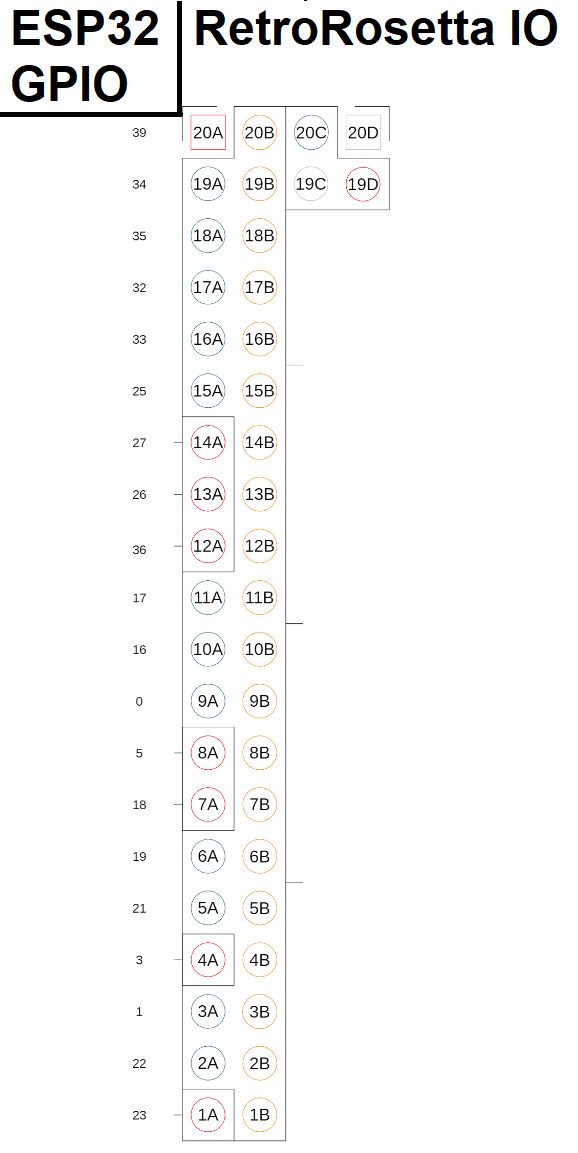 ESP32 RetroRosetta IO
GPIO
39 20A 20B 20C 20D
34 19A 19B 19C 19D
35 18A 18B
32 17A 17B
33 16A 16B
25 15A 15B
27 14A 14B
26 13A 13B
36 12A 12B
17 11A 11B
16 10A 10B
0 9A 9B
5 8A 8B
18 7A 7B
19 6A 6B
21 5A 5B
3 4A 4B
1 3A 3B
22 2A 2B
23 1A 1B